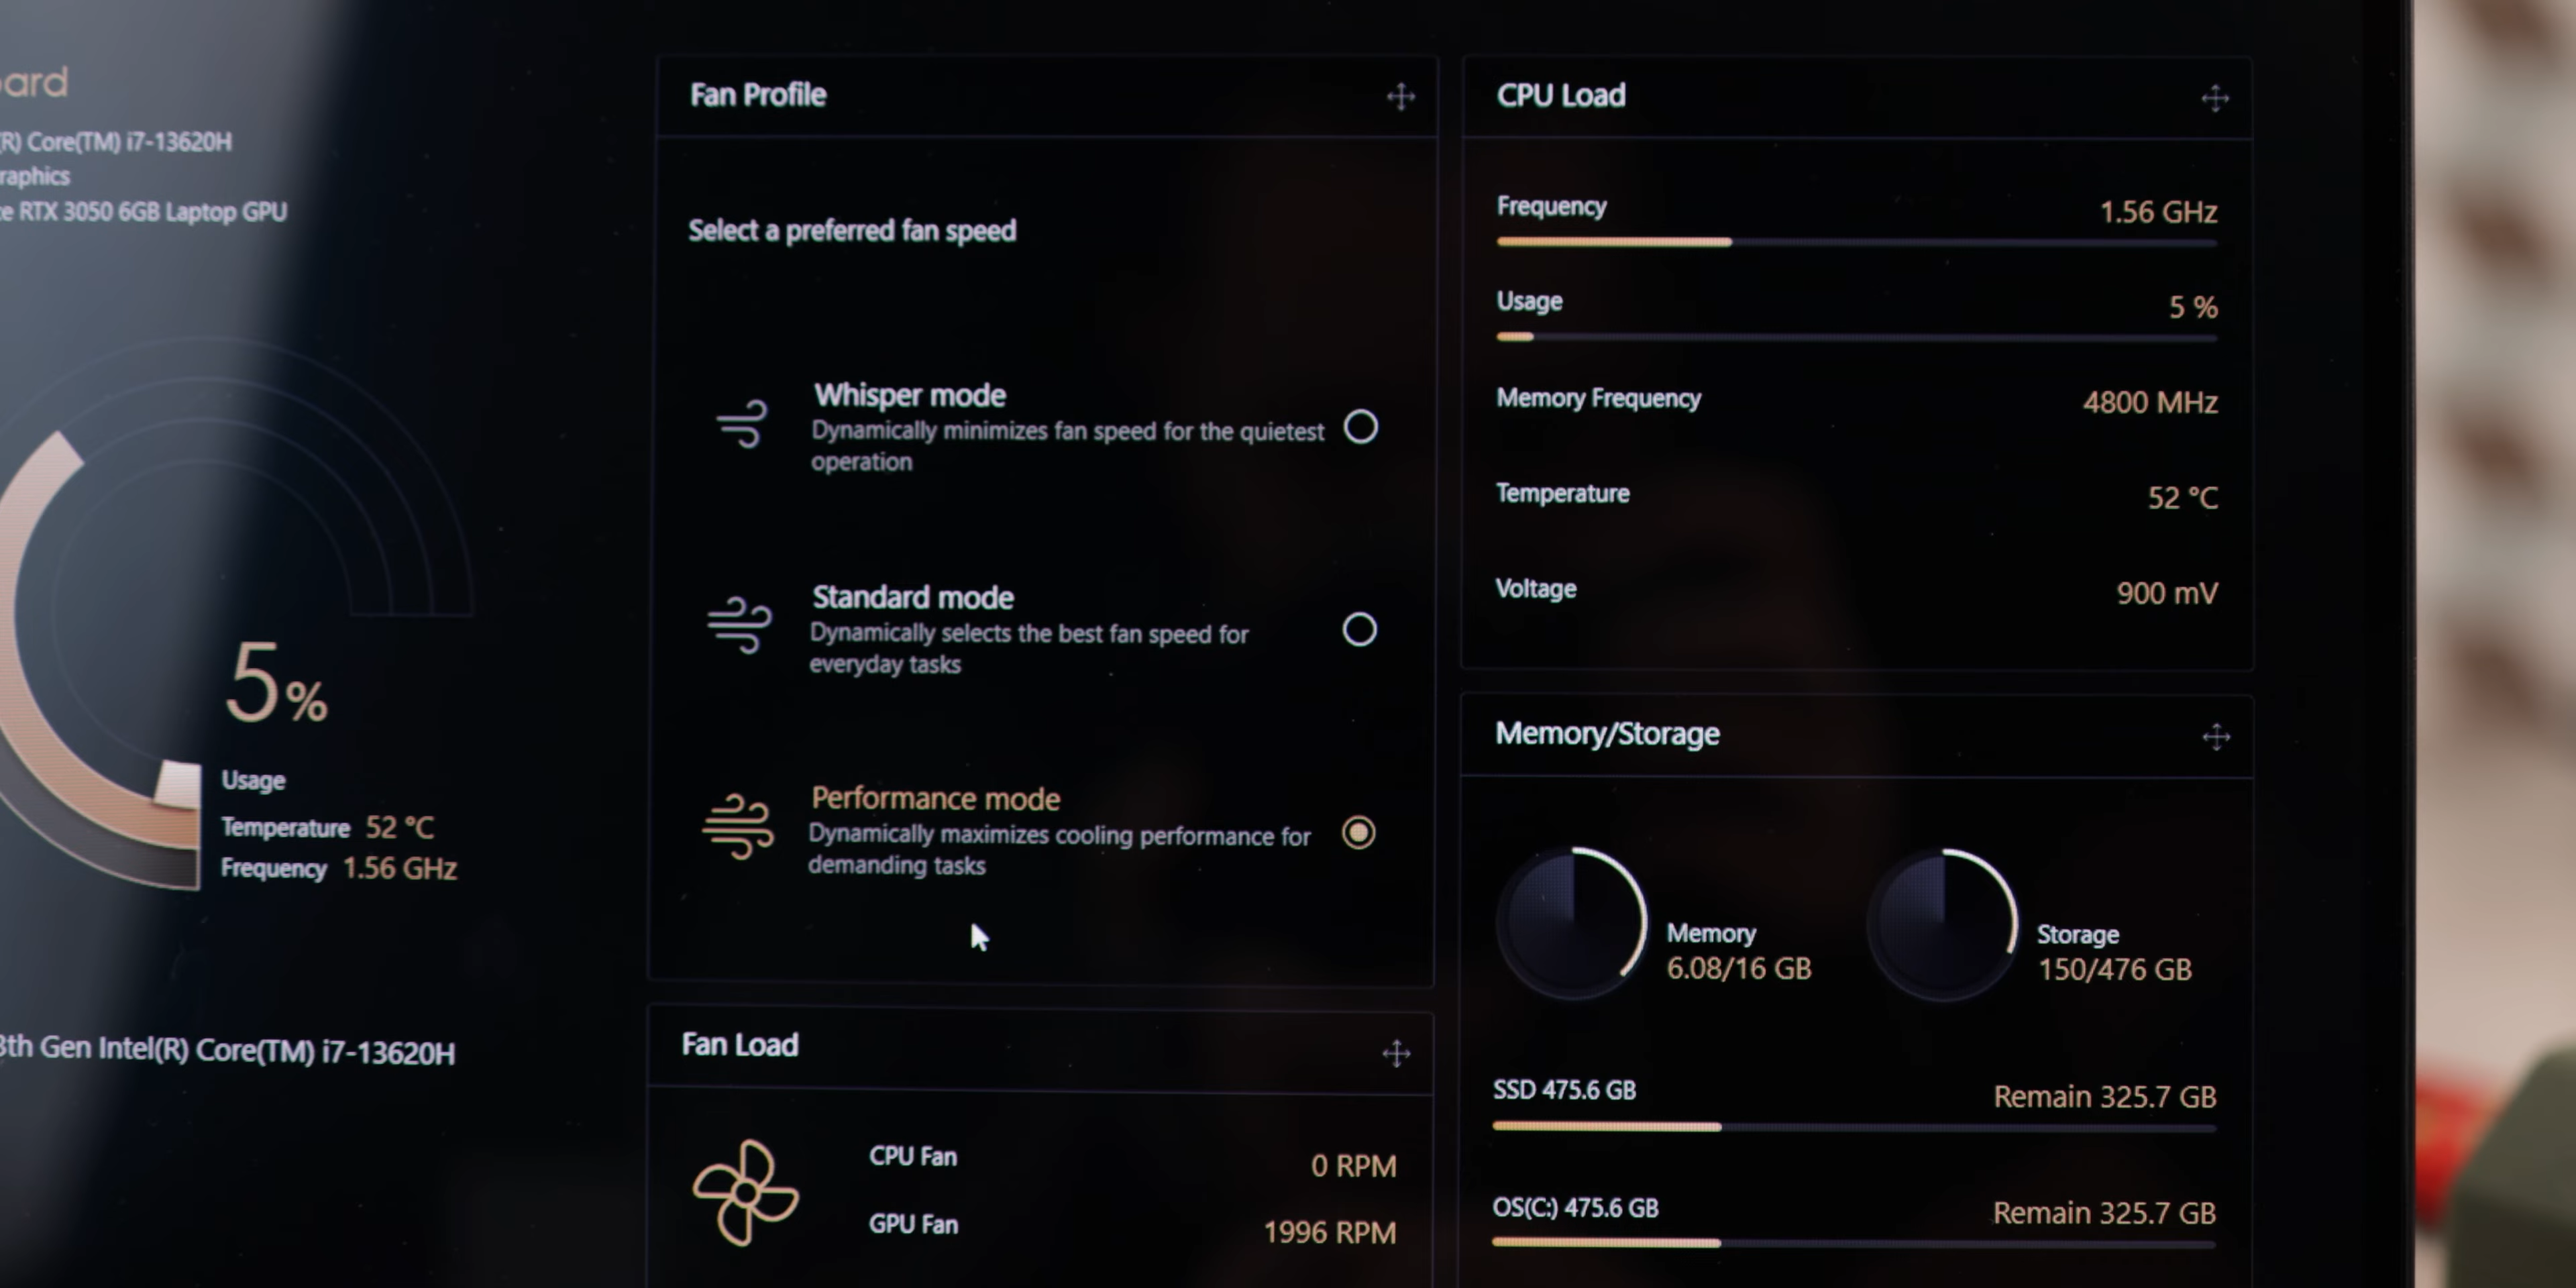 ard
(R) Core(TM) i7-13620H
raphics
e RTX 3050 6GB Laptop GPU
5%
Usage
Temperature 52 °C
Frequency 1.56 GHz
3th Gen Intel(R) Core(TM) i7-13620H
Fan Profile
Select a preferred fan speed
Whisper mode
Dynamically minimizes fan speed for the quietest
operation
Standard mode
Dynamically selects the best fan speed for
everyday tasks
Performance mode
Dynamically maximizes cooling performance for
demanding tasks
Fan Load
CPU Fan 0 RPM
GPU Fan 1996 RPM
CPU Load
Frequency 1.56 GHz
Usage 5 %
Memory Frequency 4800 MHz
Temperature 52 °C
Voltage 900 mV
Memory/Storage
Memory
6.08/16 GB
Storage
150/476 GB
SSD 475.6 GB Remain 325.7 GB
OS(C:) 475.6 GB Remain 325.7 GB